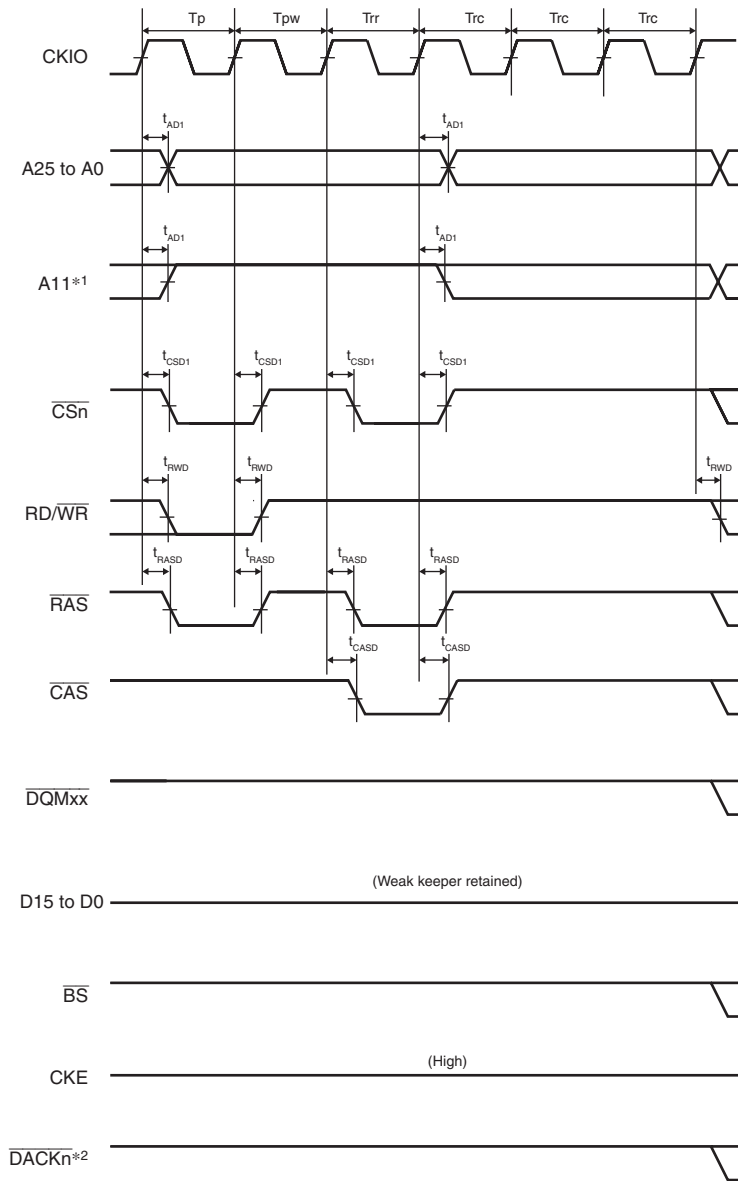 Tp Tpw Trr Trc Trc Trc
CKIO
tAD1 tAD1
A25 to A0
tAD1 tAD1
A11*1
tCSD1 tCSD1 tCSD1 tCSD1
CSn
tRWD tRWD tRWD
RD/WR
tRASD tRASD tRASD tRASD
RAS
tCASD tCASD
CAS
DQMxx
(Weak keeper retained)
D15 to D0
BS
(High)
CKE
DACKn*2